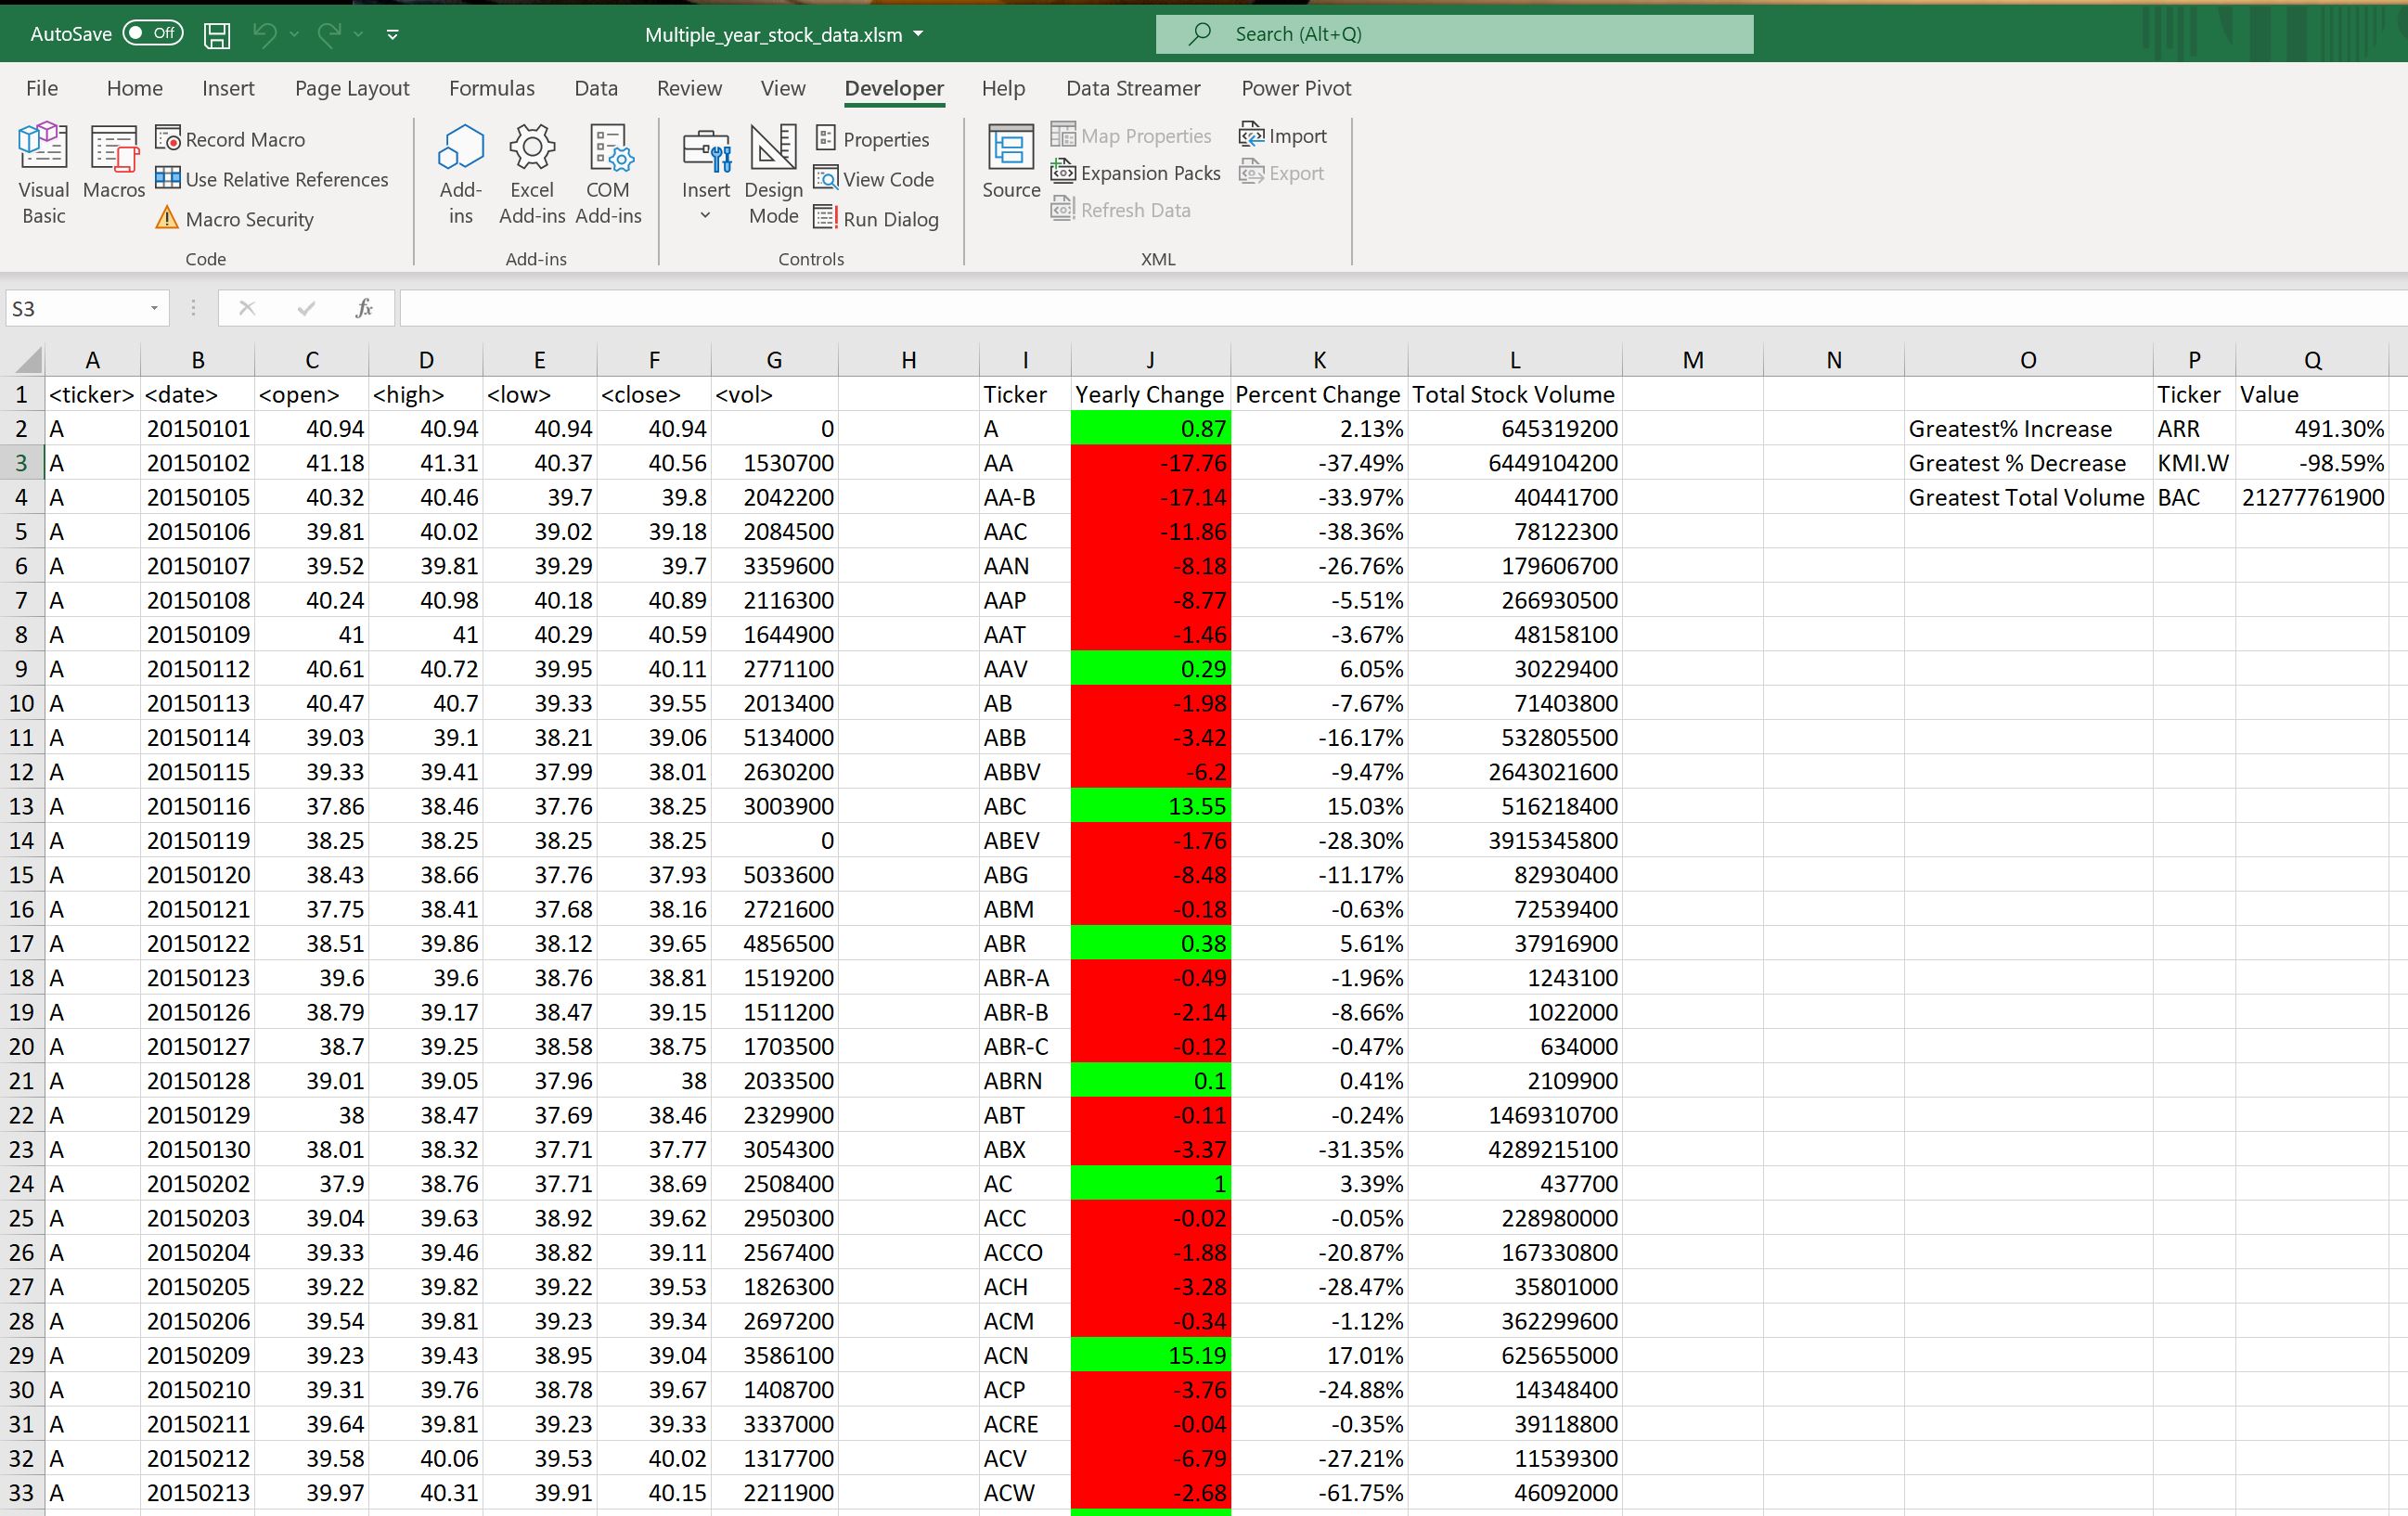 AutoSave Off Multiple_year_stock_data.xlsm Search (Alt+Q)
File Home Insert Page Layout Formulas Data Review View Developer Help Data Streamer Power Pivot
Visual Basic Macros Record Macro Use Relative References Macro Security
Code
Add-ins Excel Add-ins COM Add-ins
Add-ins
Insert Design Mode Properties View Code Run Dialog
Controls
Source Map Properties Expansion Packs Refresh Data Import Export
XML
S3 fx
A B C D E F G H I J K L M N O P Q
1 <ticker> <date> <open> <high> <low> <close> <vol> Ticker Yearly Change Percent Change Total Stock Volume Ticker Value
2 A 20150101 40.94 40.94 40.94 40.94 0 A 0.87 2.13% 645319200 Greatest% Increase ARR 491.30%
3 A 20150102 41.18 41.31 40.37 40.56 1530700 AA -17.76 -37.49% 6449104200 Greatest % Decrease KMI.W -98.59%
4 A 20150105 40.32 40.46 39.7 39.8 2042200 AA-B -17.14 -33.97% 40441700 Greatest Total Volume BAC 21277761900
5 A 20150106 39.81 40.02 39.02 39.18 2084500 AAC -11.86 -38.36% 78122300
6 A 20150107 39.52 39.81 39.29 39.7 3359600 AAN -8.18 -26.76% 179606700
7 A 20150108 40.24 40.98 40.18 40.89 2116300 AAP -8.77 -5.51% 266930500
8 A 20150109 41 41 40.29 40.59 1644900 AAT -1.46 -3.67% 48158100
9 A 20150112 40.61 40.72 39.95 40.11 2771100 AAV 0.29 6.05% 30229400
10 A 20150113 40.47 40.7 39.33 39.55 2013400 AB -1.98 -7.67% 71403800
11 A 20150114 39.03 39.1 38.21 39.06 5134000 ABB -3.42 -16.17% 532805500
12 A 20150115 39.33 39.41 37.99 38.01 2630200 ABBV -6.2 -9.47% 2643021600
13 A 20150116 37.86 38.46 37.76 38.25 3003900 ABC 13.55 15.03% 516218400
14 A 20150119 38.25 38.25 38.25 38.25 0 ABEV -1.76 -28.30% 3915345800
15 A 20150120 38.43 38.66 37.76 37.93 5033600 ABG -8.48 -11.17% 82930400
16 A 20150121 37.75 38.41 37.68 38.16 2721600 ABM -0.18 -0.63% 72539400
17 A 20150122 38.51 39.86 38.12 39.65 4856500 ABR 0.38 5.61% 37916900
18 A 20150123 39.6 39.6 38.76 38.81 1519200 ABR-A -0.49 -1.96% 1243100
19 A 20150126 38.79 39.17 38.47 39.15 1511200 ABR-B -2.14 -8.66% 1022000
20 A 20150127 38.7 39.25 38.58 38.75 1703500 ABR-C -0.12 -0.47% 634000
21 A 20150128 39.01 39.05 37.96 38 2033500 ABRN 0.1 0.41% 2109900
22 A 20150129 38 38.47 37.69 38.46 2329900 ABT -0.11 -0.24% 1469310700
23 A 20150130 38.01 38.32 37.71 37.77 3054300 ABX -3.37 -31.35% 4289215100
24 A 20150202 37.9 38.76 37.71 38.69 2508400 AC 1 3.39% 437700
25 A 20150203 39.04 39.63 38.92 39.62 2950300 ACC -0.02 -0.05% 228980000
26 A 20150204 39.33 39.46 38.82 39.11 2567400 ACCO -1.88 -20.87% 167330800
27 A 20150205 39.22 39.82 39.22 39.53 1826300 ACH -3.28 -28.47% 35801000
28 A 20150206 39.54 39.81 39.23 39.34 2697200 ACM -0.34 -1.12% 362299600
29 A 20150209 39.23 39.43 38.95 39.04 3586100 ACN 15.19 17.01% 625655000
30 A 20150210 39.31 39.76 38.78 39.67 1408700 ACP -3.76 -24.88% 14348400
31 A 20150211 39.64 39.81 39.23 39.33 3337000 ACRE -0.04 -0.35% 39118800
32 A 20150212 39.58 40.06 39.53 40.02 1317700 ACV -6.79 -27.21% 11539300
33 A 20150213 39.97 40.31 39.91 40.15 2211900 ACW -2.68 -61.75% 46092000